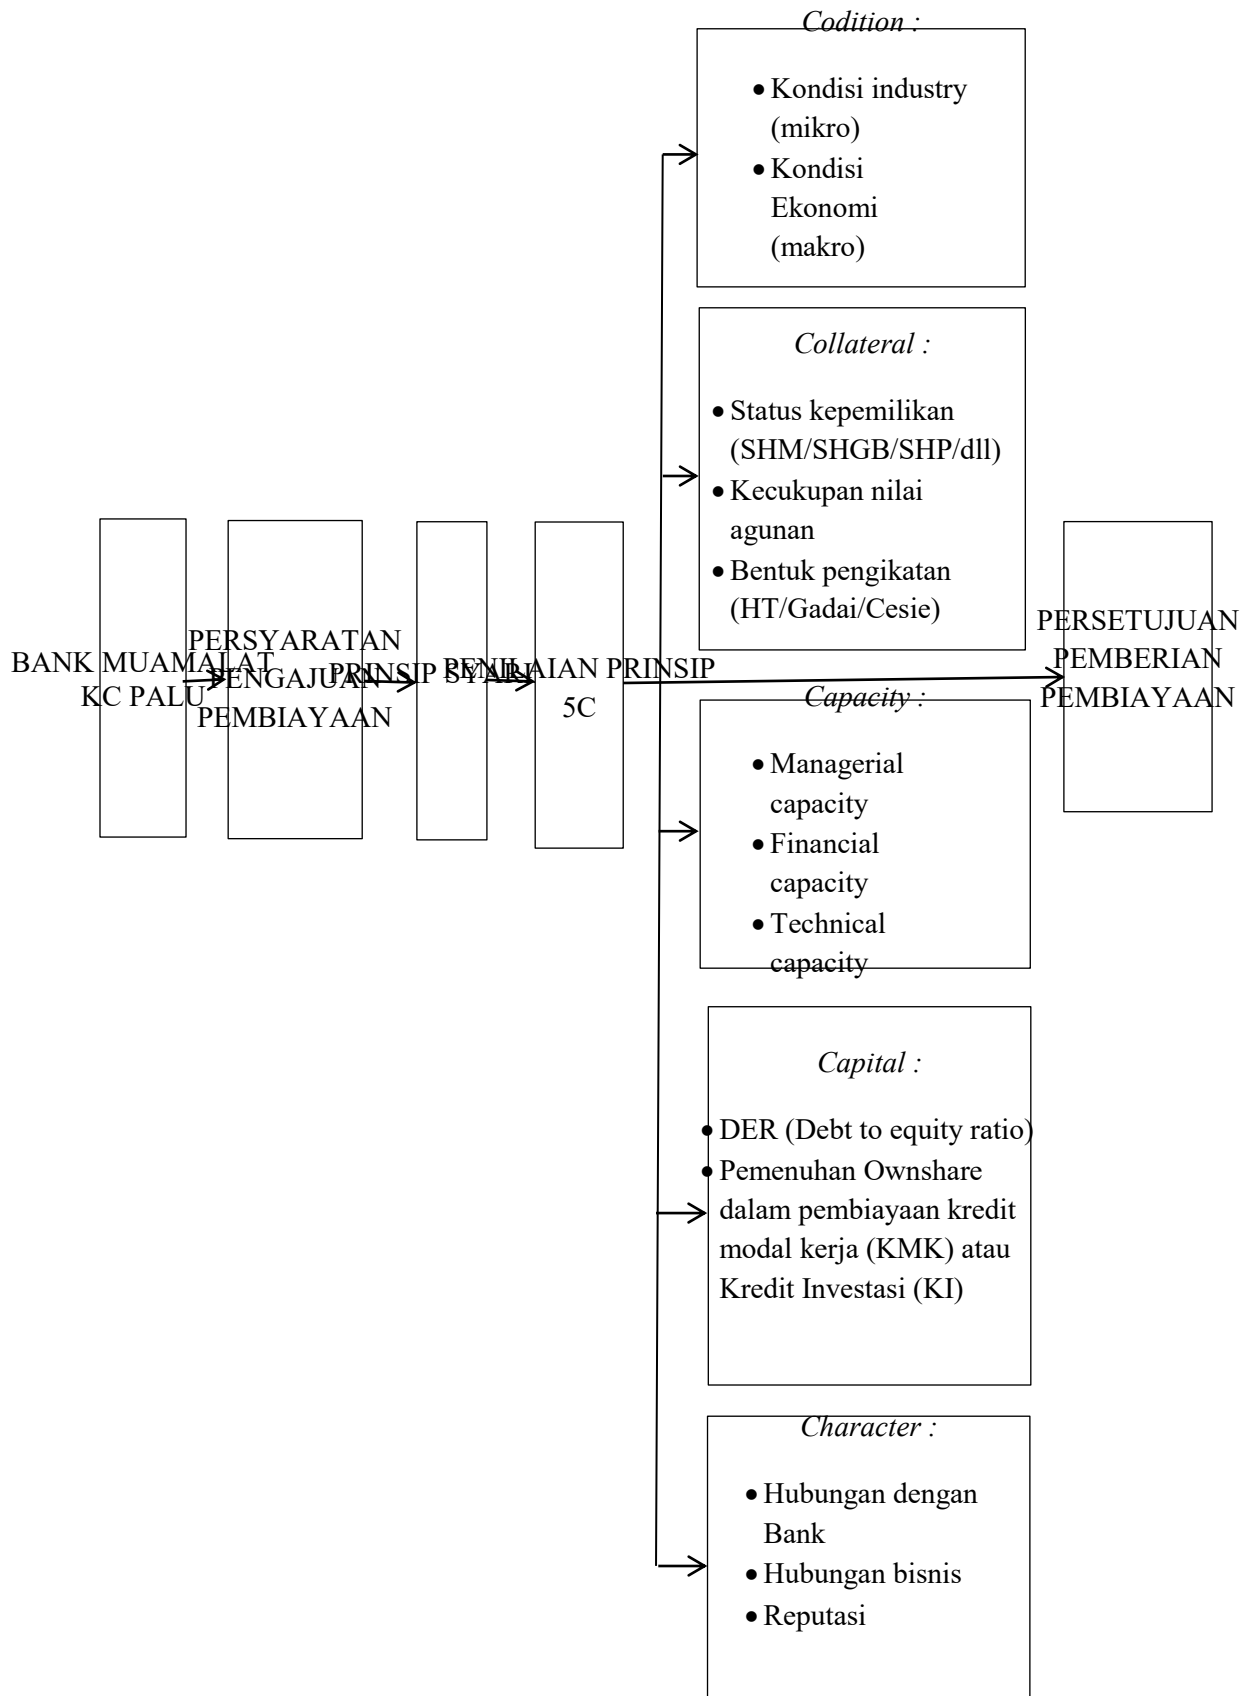 Codition :
• Kondisi industry
(mikro)
• Kondisi
Ekonomi
(makro)
Collateral :
• Status kepemilikan
(SHM/SHGB/SHP/dll)
• Kecukupan nilai
agunan
• Bentuk pengikatan
(HT/Gadai/Cesie)
BANK MUAMALAT
KC PALU
PERSYARATAN
PENGAJUAN
PEMBIAYAAN
PRINSIP
PRINSIP
5C
PERSETUJUAN
PEMBERIAN
PEMBIAYAAN
Capacity :
• Managerial
capacity
• Financial
capacity
• Technical
capacity
Capital :
• DER (Debt to equity ratio)
• Pemenuhan Ownshare
dalam pembiayaan kredit
modal kerja (KMK) atau
Kredit Investasi (KI)
Character :
• Hubungan dengan
Bank
• Hubungan bisnis
• Reputasi